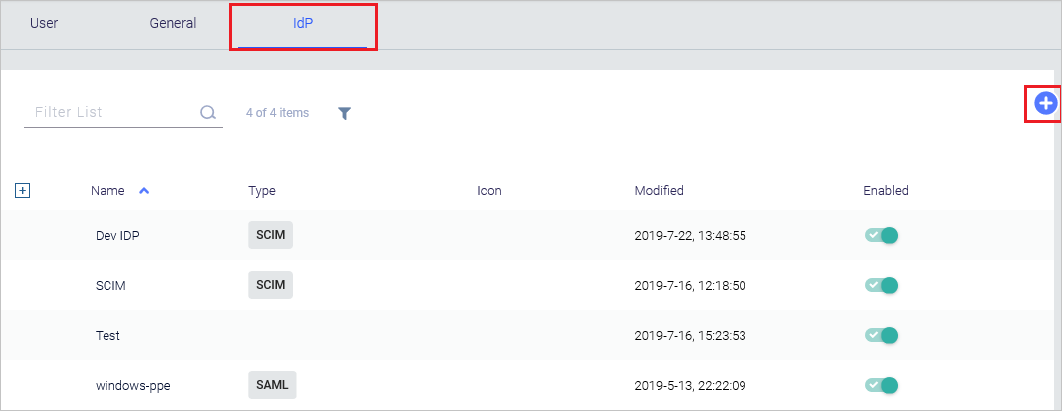 User General IdP
Filter List 4 of 4 items
Name Type Icon Modified Enabled
Dev IDP SCIM 2019-7-22, 13:48:55
SCIM SCIM 2019-7-16, 12:18:50
Test 2019-7-16, 15:23:53
windows-ppe SAML 2019-5-13, 22:22:09